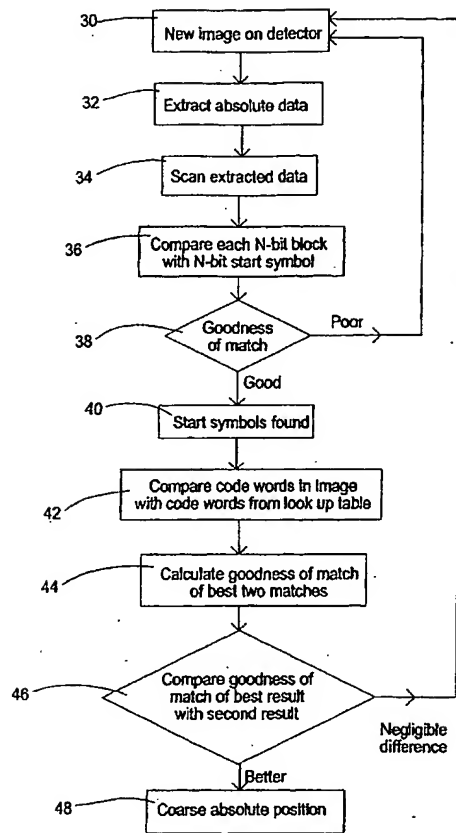 30
New image on detector
32
Extract absolute data
34
Scan extracted data
36
Compare each N-bit block
with N-bit start symbol
38
Goodness
of match
Poor
Good
40
Start symbols found
42
Compare code words in image
with code words from look up table
44
Calculate goodness of match
of best two matches
46
Compare goodness of
match of best result
with second result
Negligible
difference
Better
48
Coarse absolute position